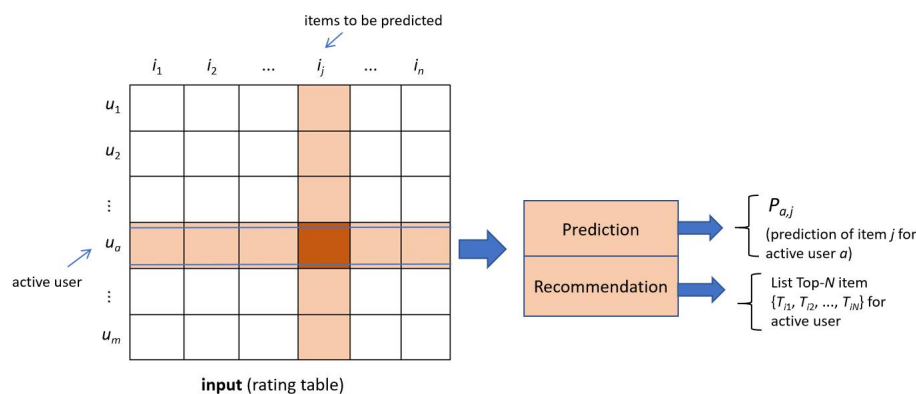 items to be predicted
i1 i2 ... ij ... in
u1
u2
⋮
ua
active user
⋮
um
input (rating table)
Prediction
Recommendation
Pa,j
(prediction of item j for
active user a)
List Top-N item
{Ti1, Ti2, ..., TiN} for
active user